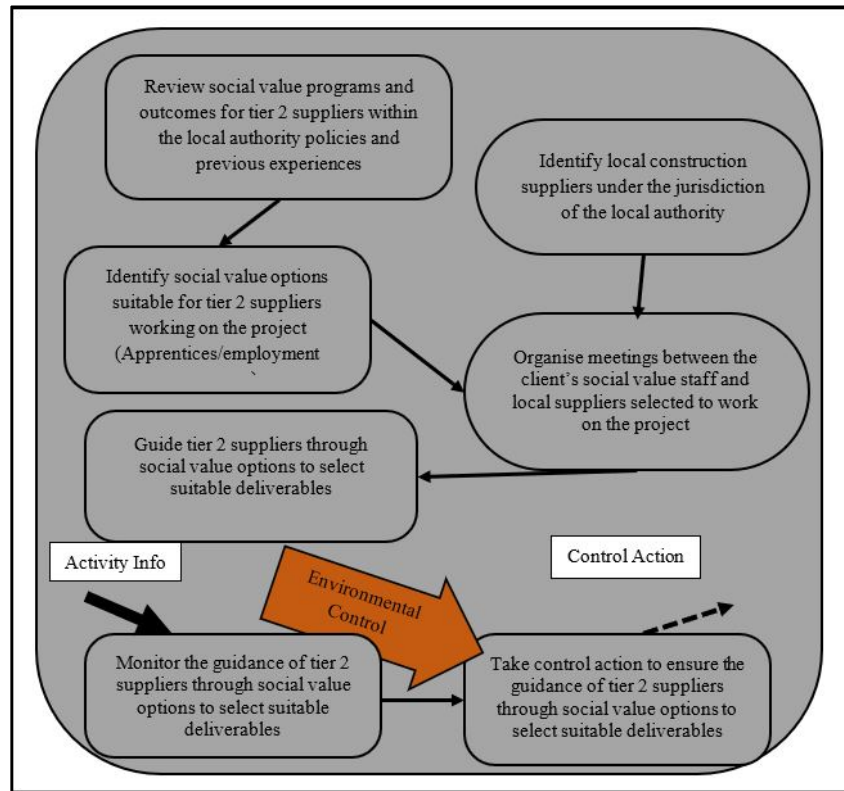 Review social value programs and
outcomes for tier 2 suppliers within
the local authority policies and
previous experiences
Identify local construction
suppliers under the jurisdiction
of the local authority
Identify social value options
suitable for tier 2 suppliers
working on the project
(Apprentices/employment
Organise meetings between the
client’s social value staff and
local suppliers selected to work
on the project
Guide tier 2 suppliers through
social value options to select
suitable deliverables
Activity Info
Environmental
Control
Control Action
Monitor the guidance of tier 2
suppliers through social value
options to select suitable
deliverables
Take control action to ensure the
guidance of tier 2 suppliers
through social value options to
select suitable deliverables